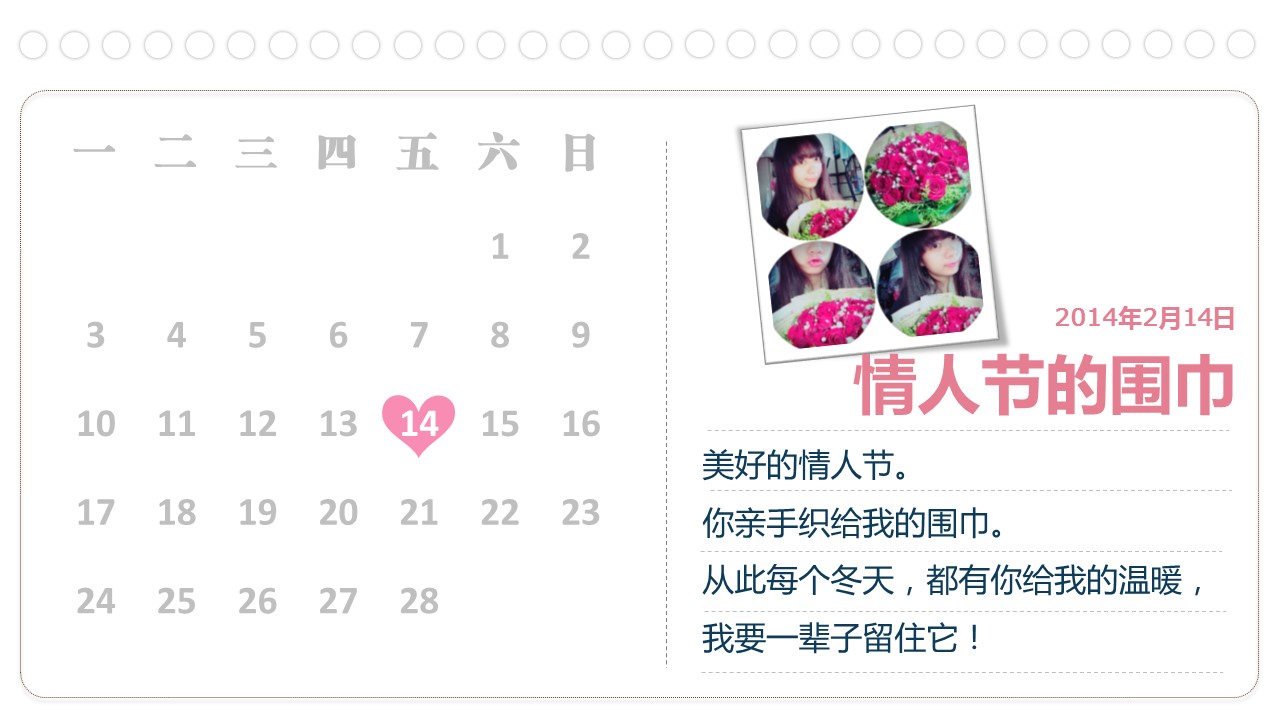 一 二 三 四 五 六 日
1 2
3 4 5 6 7 8 9
10 11 12 13 14 15 16
17 18 19 20 21 22 23
24 25 26 27 28
2014年2月14日
情人节的围巾
美好的情人节。
你亲手织给我的围巾。
从此每个冬天，都有你给我的温暖，
我要一辈子留住它！